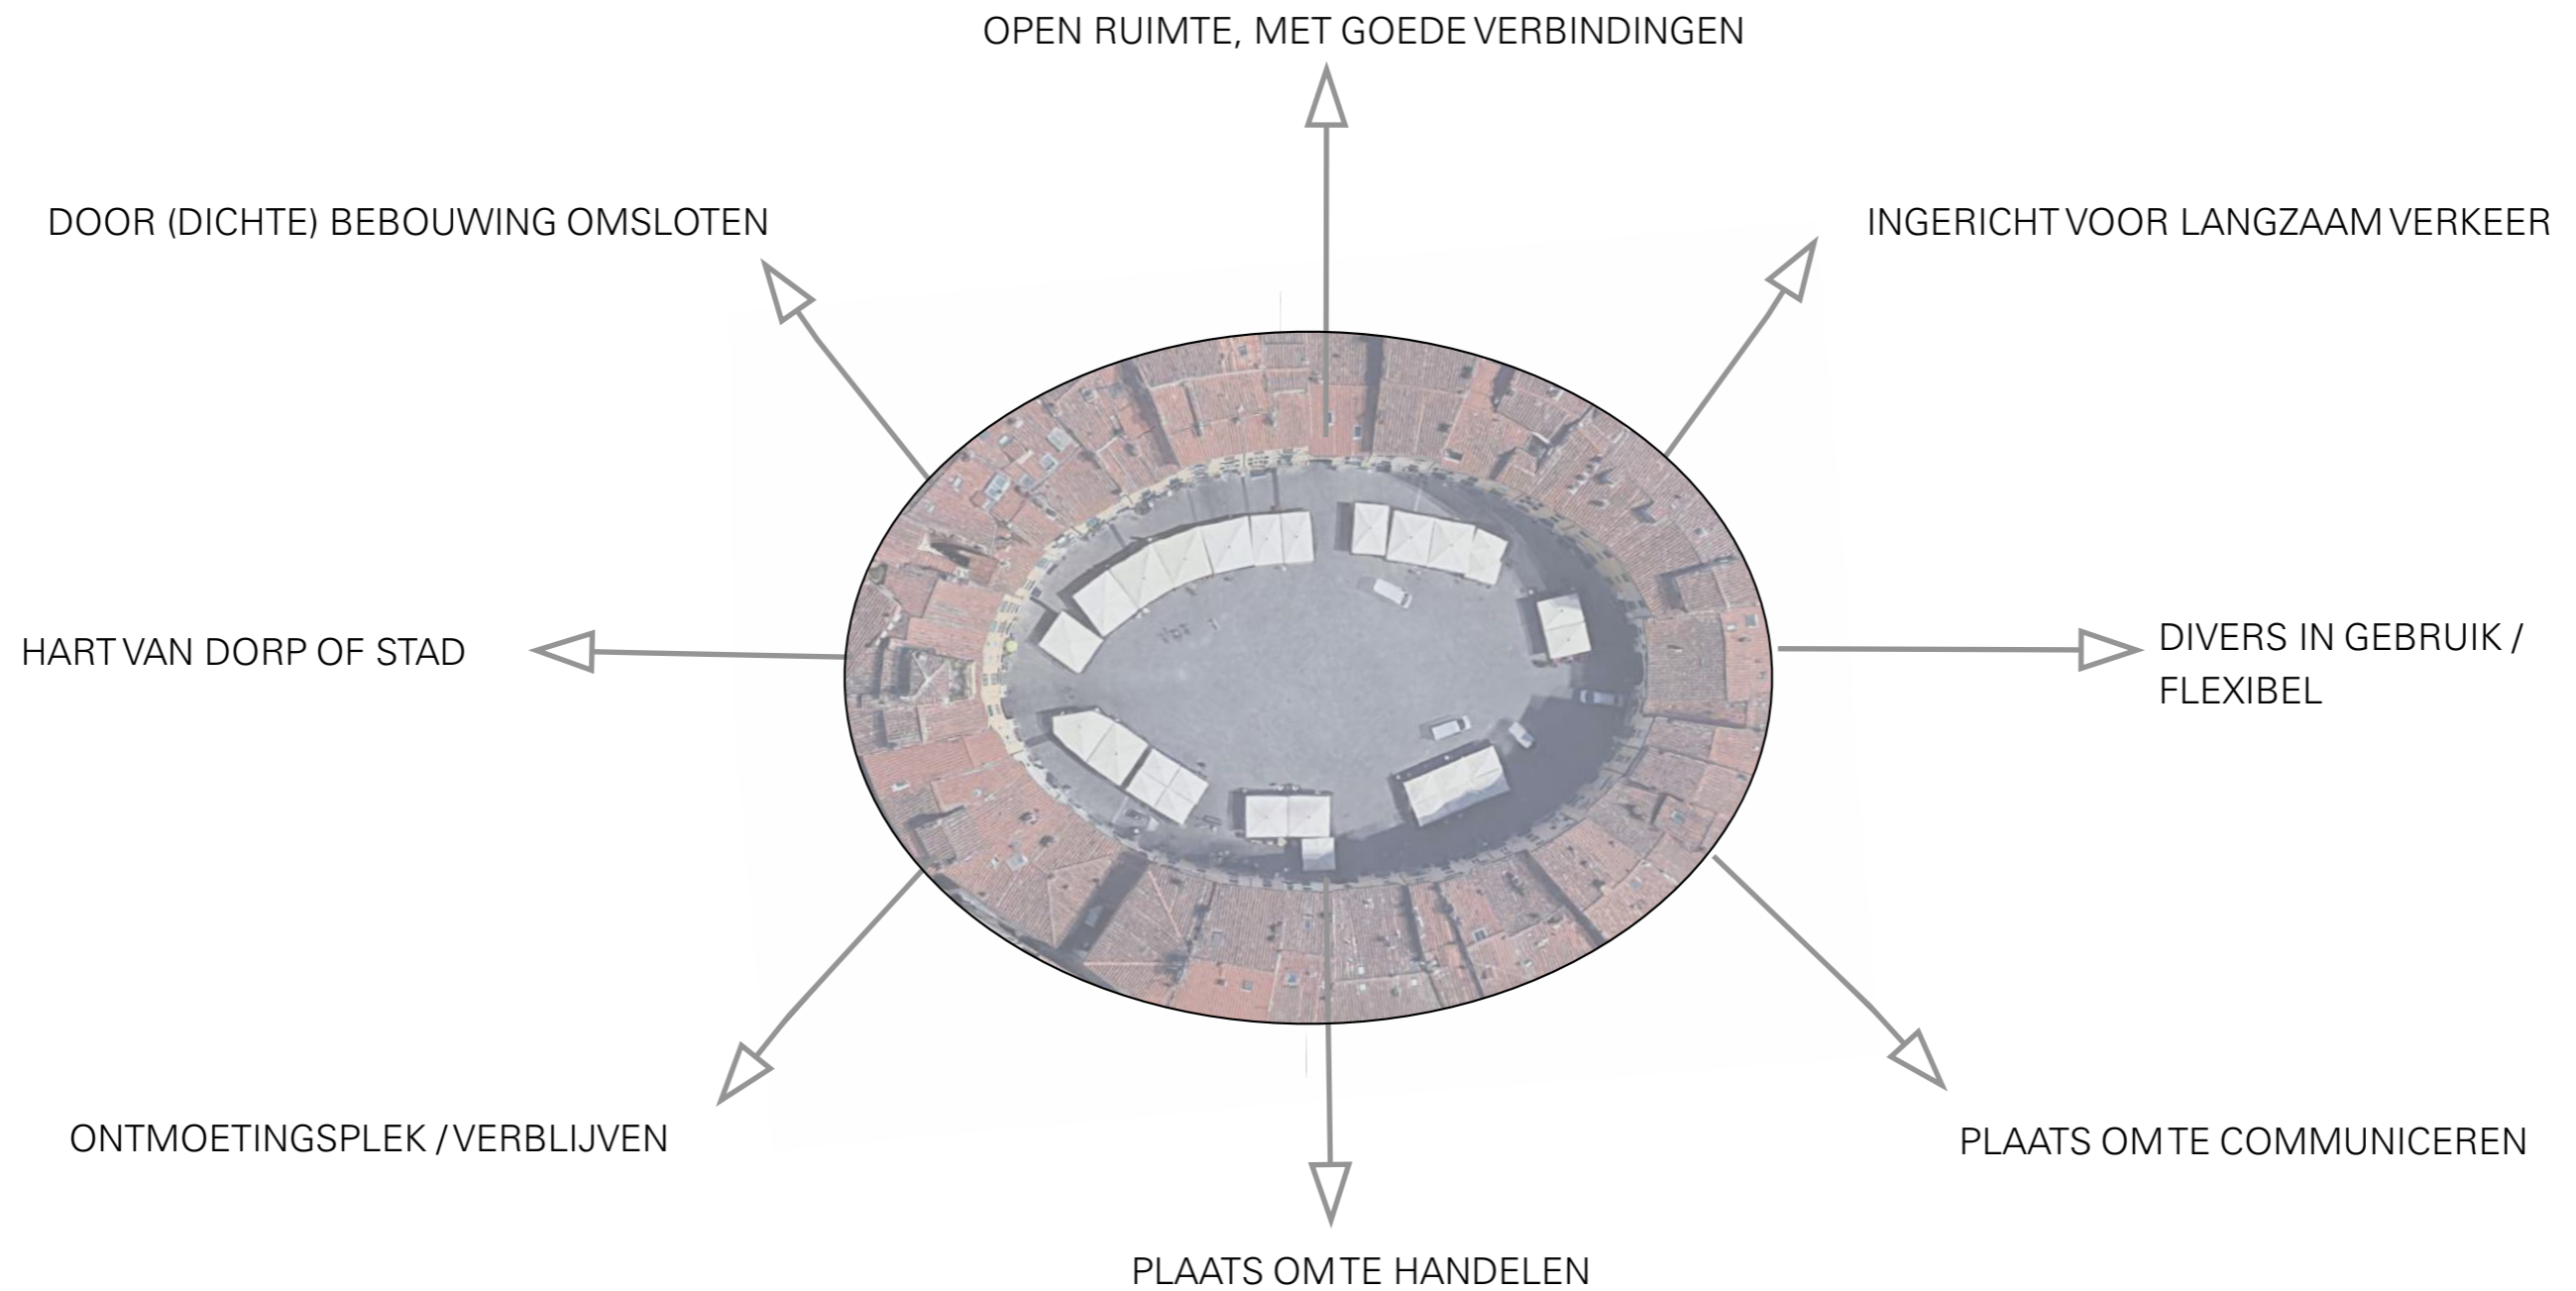 OPEN RUIMTE, MET GOEDE VERBINDINGEN
DOOR (DICHTE) BEBOUWING OMSLOTEN
INGERICHT VOOR LANGZAAM VERKEER
HART VAN DORP OF STAD
DIVERS IN GEBRUIK /
FLEXIBEL
ONTMOETINGSPLEK / VERBLIJVEN
PLAATS OM TE COMMUNICEREN
PLAATS OM TE HANDELEN